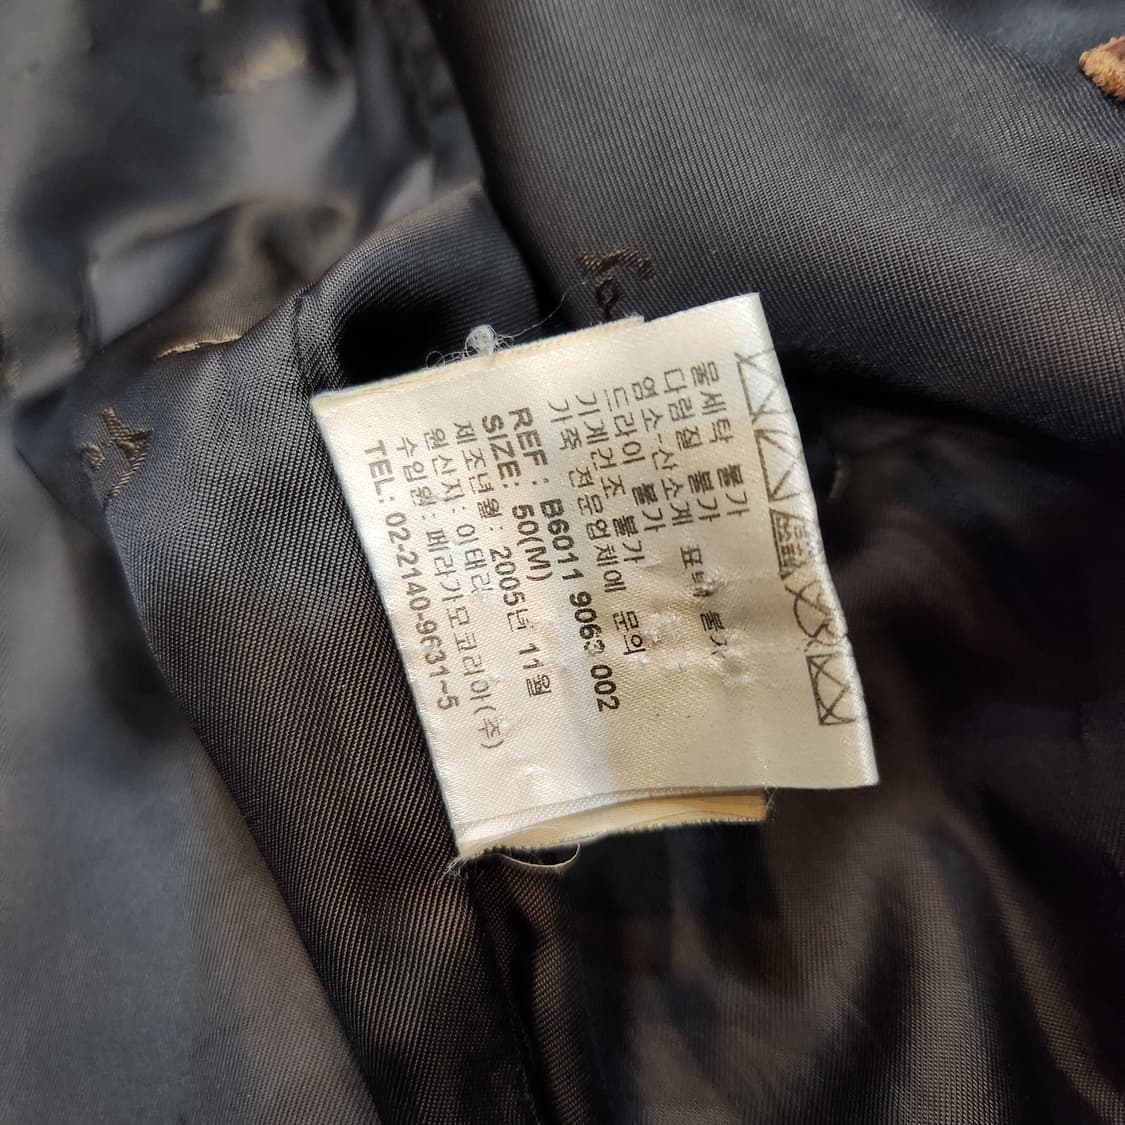 물세탁 불가
다림질 불가
염소-산소계 표백 불가
드라이 불가
기계건조 불가
가죽 전문업체에 문의
REF : B6011 9063 002
SIZE: 50(M)
제조년월: 2005년 11월
원산지: 이태리
수입원: 페라가모코리아(주)
TEL: 02-2140-9631~5